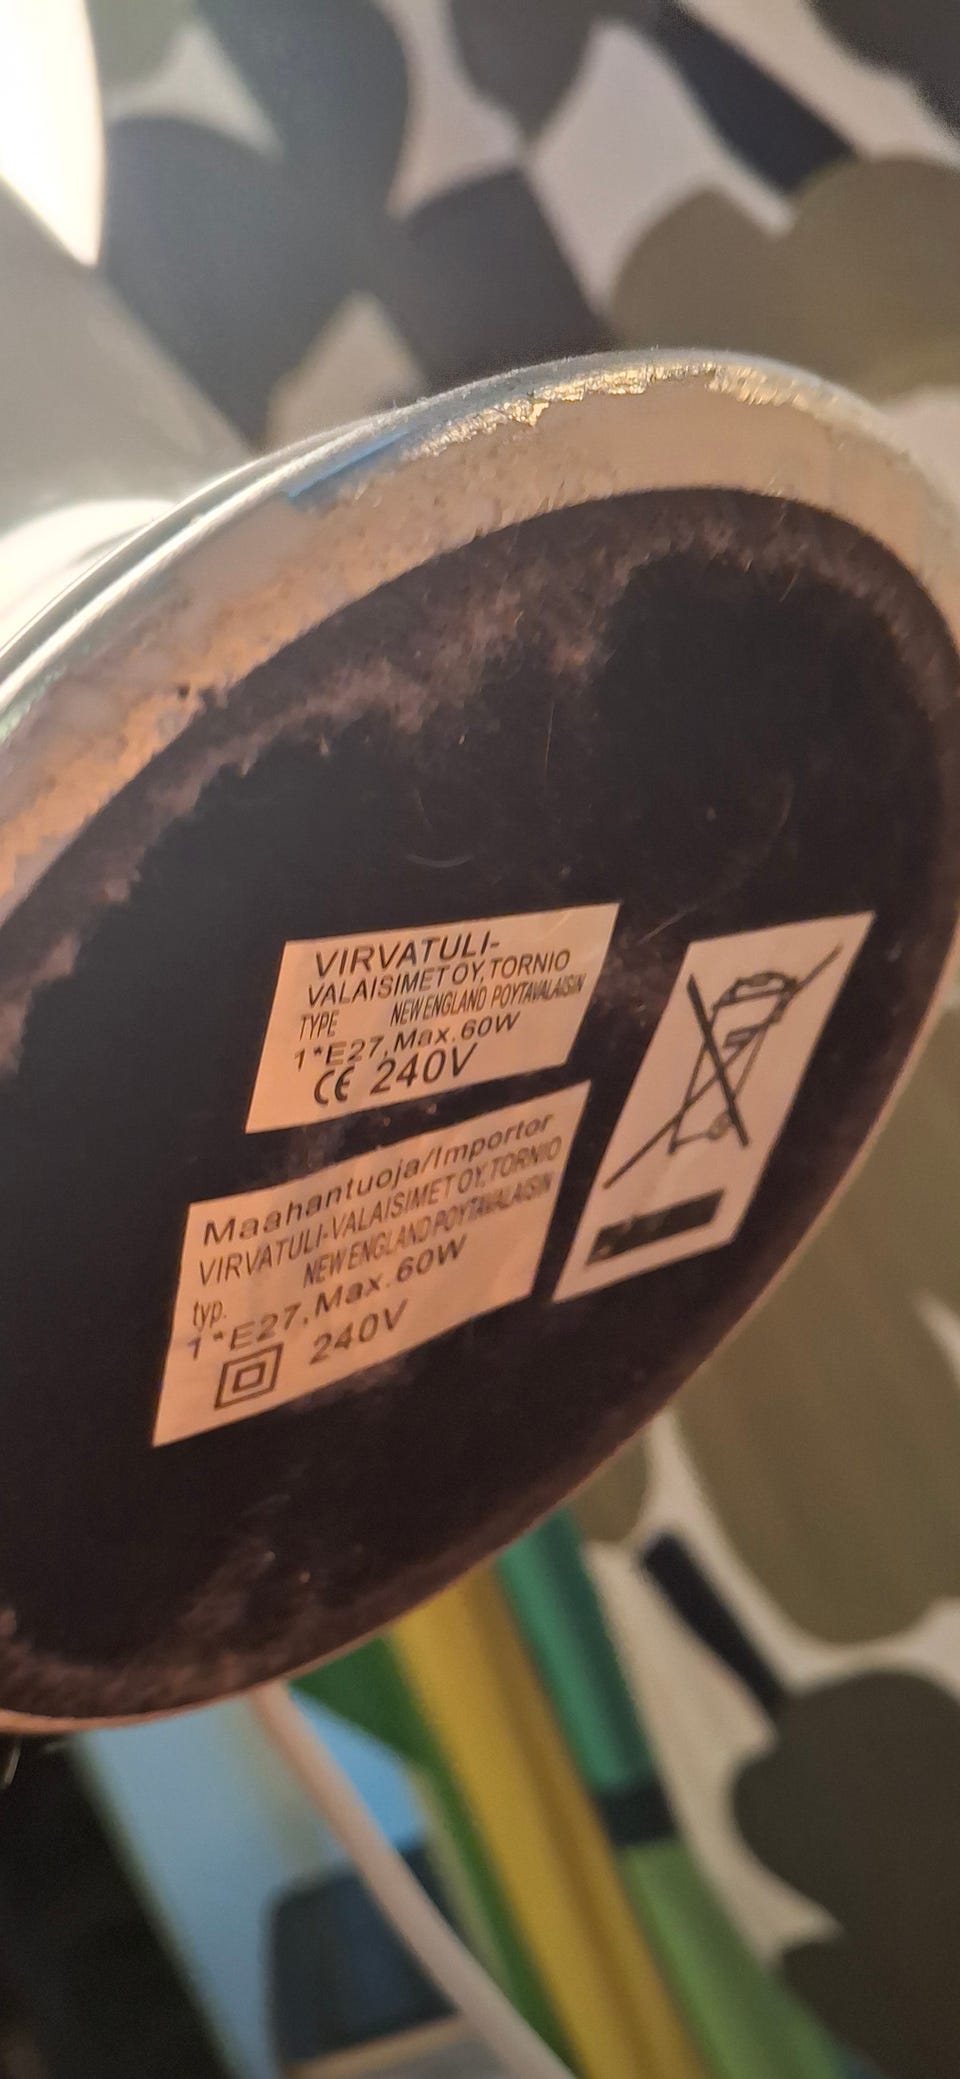 VIRVATULI-
VALAISIMET OY, TORNIO
TYPE NEW ENGLAND POYTAVALAISIN
1*E27, Max. 60W
CE 240V
Maahantuoja/Importor
VIRVATULI-VALAISIMET OY, TORNIO
NEW ENGLAND POYTAVALAISIN
typ.
1*E27, Max. 60W
240V